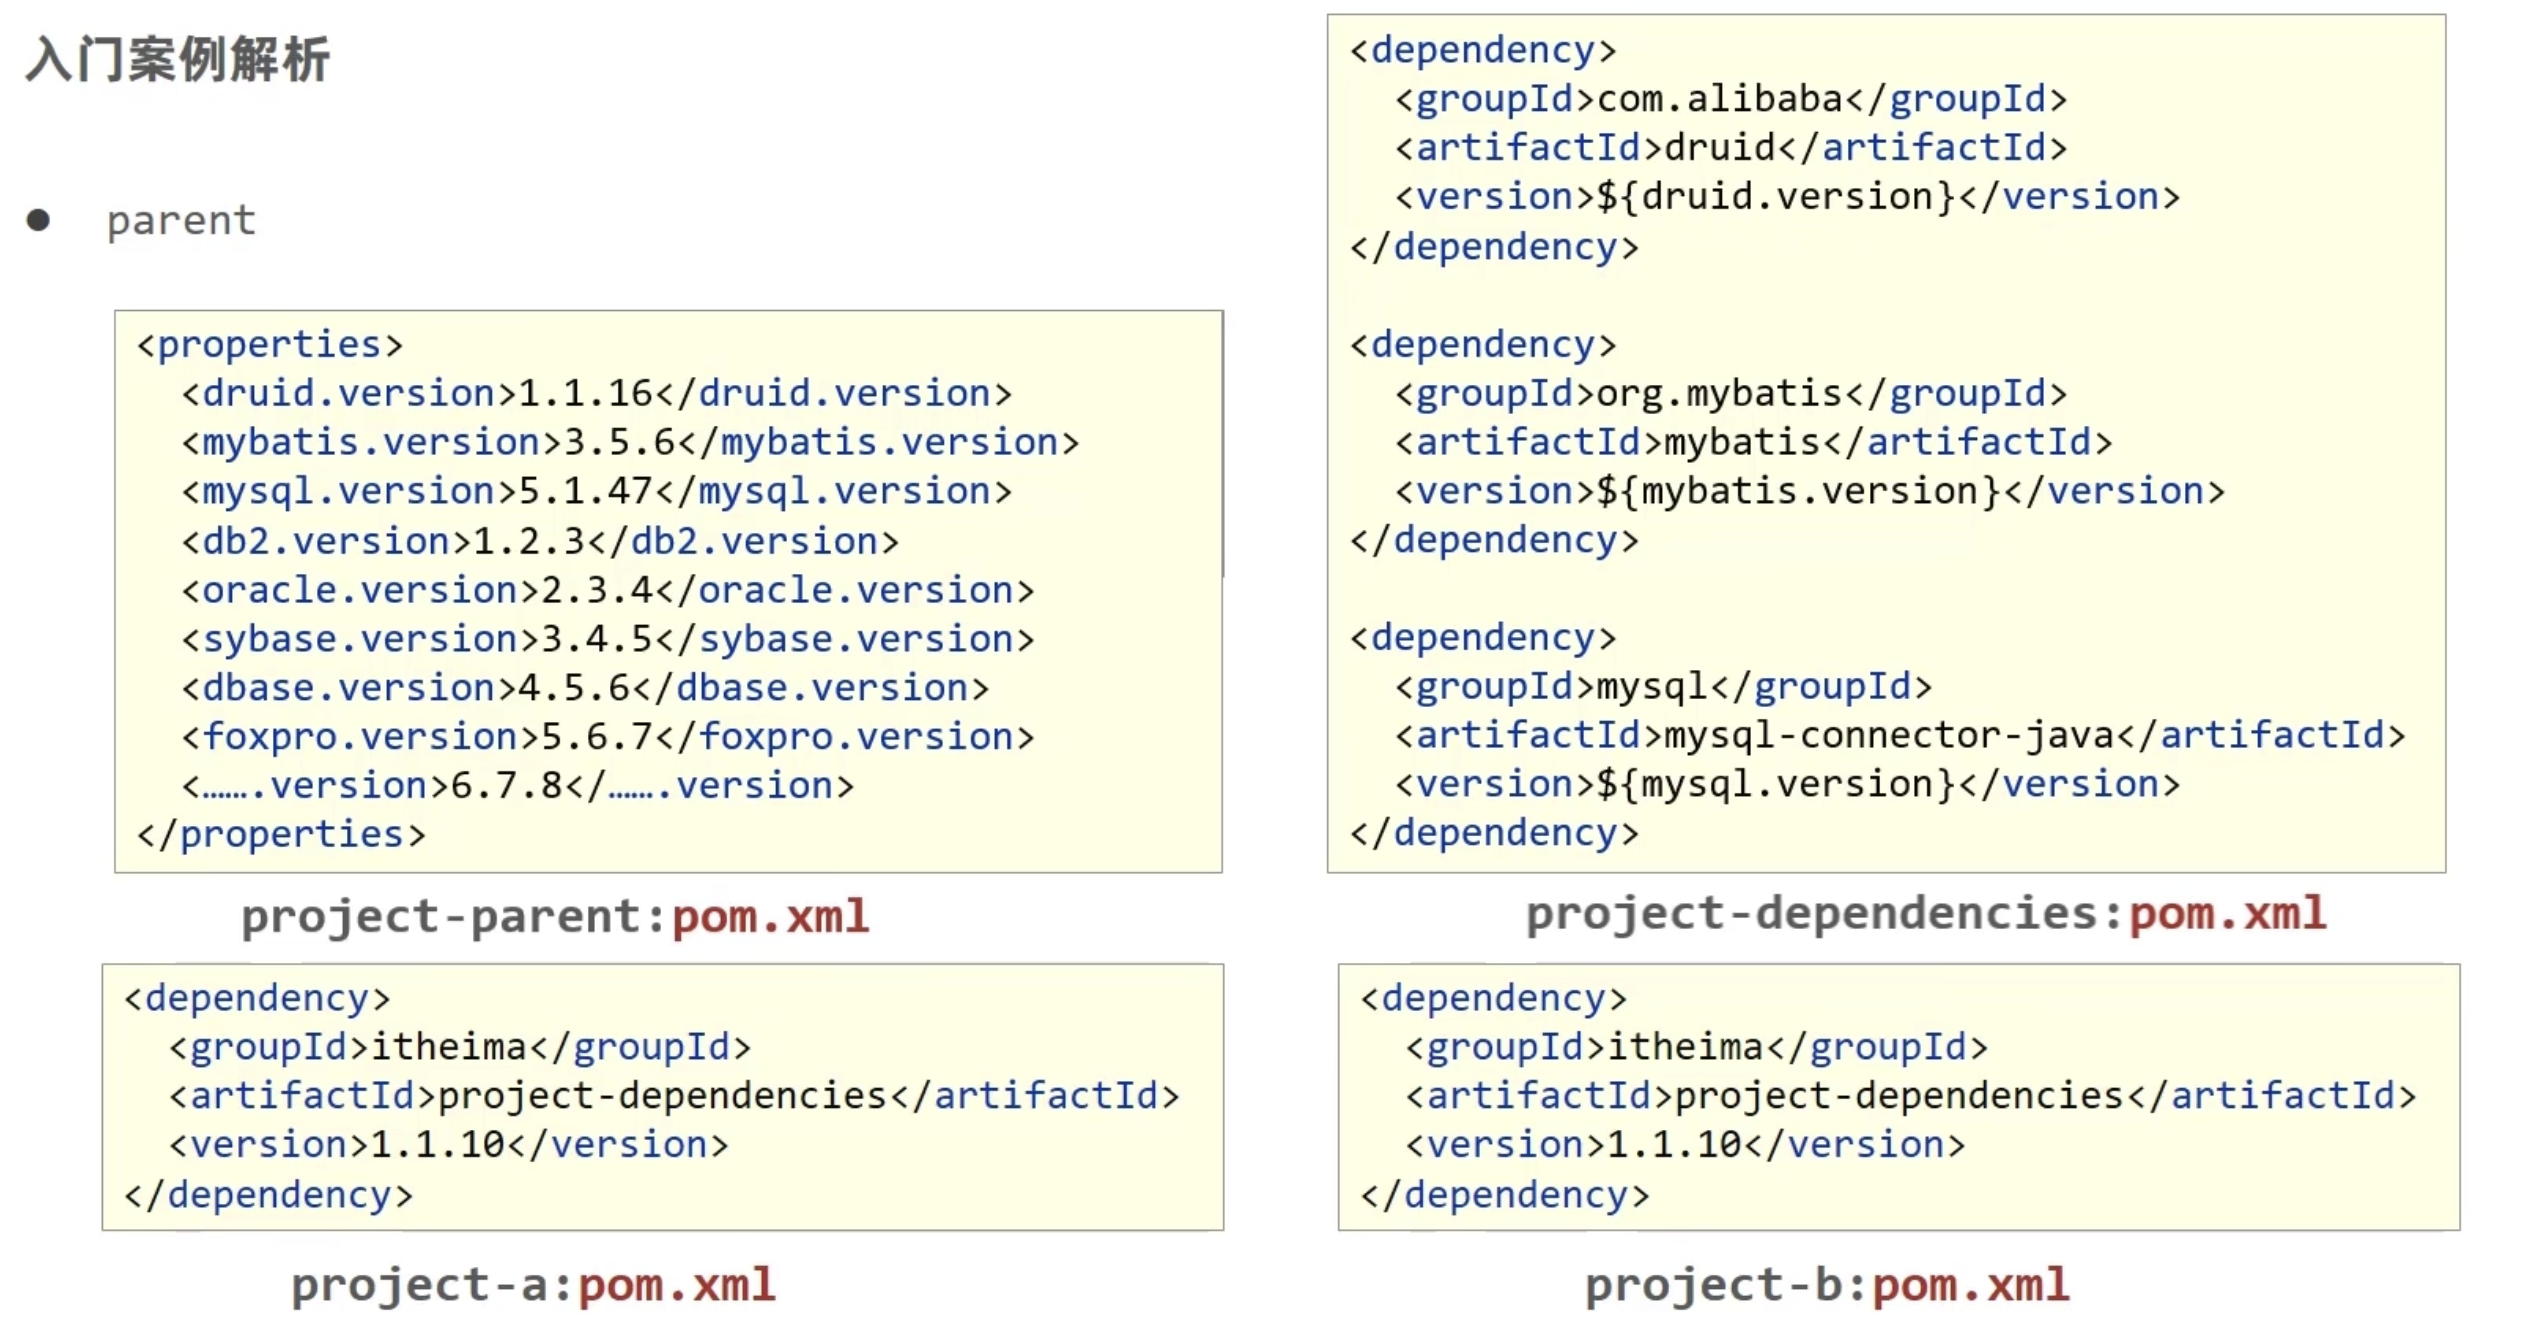 入门案例解析
● parent
<properties>
  <druid.version>1.1.16</druid.version>
  <mybatis.version>3.5.6</mybatis.version>
  <mysql.version>5.1.47</mysql.version>
  <db2.version>1.2.3</db2.version>
  <oracle.version>2.3.4</oracle.version>
  <sybase.version>3.4.5</sybase.version>
  <dbase.version>4.5.6</dbase.version>
  <foxpro.version>5.6.7</foxpro.version>
  <…….version>6.7.8</…….version>
</properties>
project-parent:pom.xml
<dependency>
  <groupId>com.alibaba</groupId>
  <artifactId>druid</artifactId>
  <version>${druid.version}</version>
</dependency>
<dependency>
  <groupId>org.mybatis</groupId>
  <artifactId>mybatis</artifactId>
  <version>${mybatis.version}</version>
</dependency>
<dependency>
  <groupId>mysql</groupId>
  <artifactId>mysql-connector-java</artifactId>
  <version>${mysql.version}</version>
</dependency>
project-dependencies:pom.xml
<dependency>
  <groupId>itheima</groupId>
  <artifactId>project-dependencies</artifactId>
  <version>1.1.10</version>
</dependency>
project-a:pom.xml
<dependency>
  <groupId>itheima</groupId>
  <artifactId>project-dependencies</artifactId>
  <version>1.1.10</version>
</dependency>
project-b:pom.xml